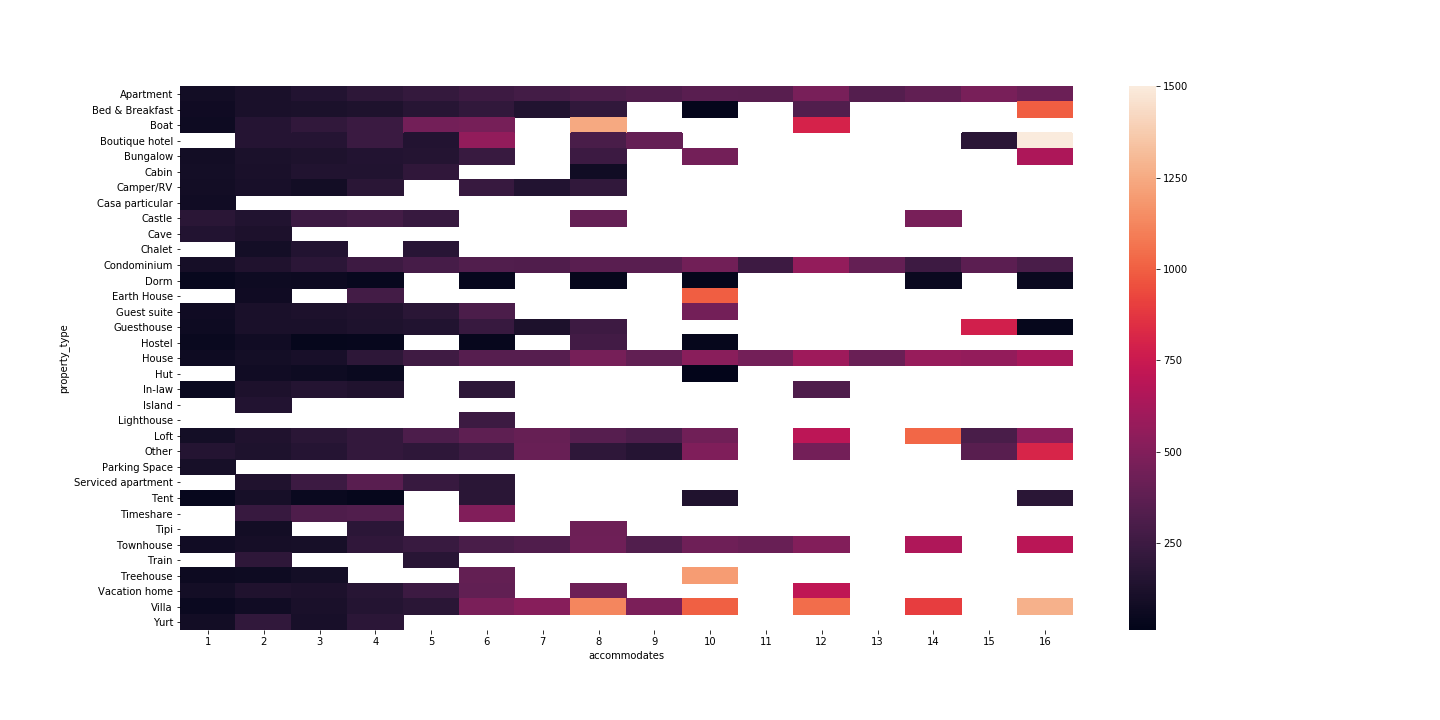 property_type
Apartment
Bed & Breakfast
Boat
Boutique hotel
Bungalow
Cabin
Camper/RV
Casa particular
Castle
Cave
Chalet
Condominium
Dorm
Earth House
Guest suite
Guesthouse
Hostel
House
Hut
In-law
Island
Lighthouse
Loft
Other
Parking Space
Serviced apartment
Tent
Timeshare
Tipi
Townhouse
Train
Treehouse
Vacation home
Villa
Yurt
1 2 3 4 5 6 7 8 9 10 11 12 13 14 15 16
accommodates
1500
1250
1000
750
500
250